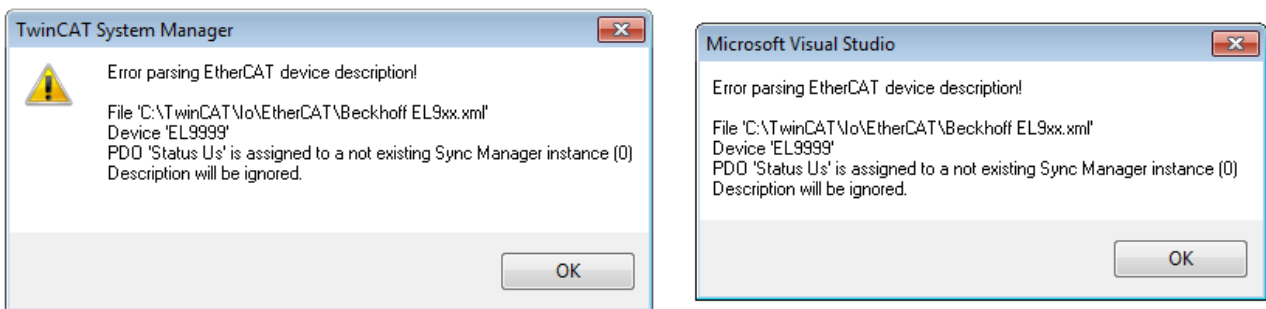 TwinCAT System Manager
Error parsing EtherCAT device description!
File 'C:\TwinCAT\Io\EtherCAT\Beckhoff EL9xx.xml'
Device 'EL9999'
PDO 'Status Us' is assigned to a not existing Sync Manager instance (0)
Description will be ignored.
OK
Microsoft Visual Studio
Error parsing EtherCAT device description!
File 'C:\TwinCAT\Io\EtherCAT\Beckhoff EL9xx.xml'
Device 'EL9999'
PDO 'Status Us' is assigned to a not existing Sync Manager instance (0)
Description will be ignored.
OK